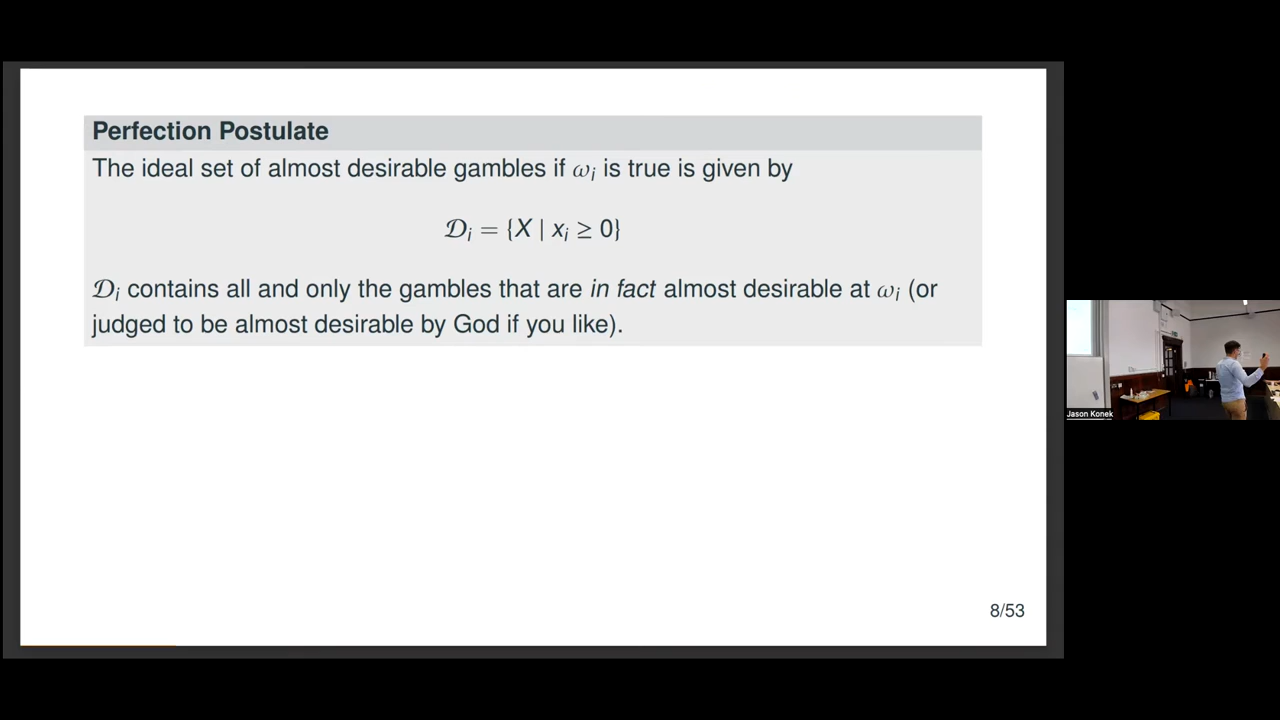 Perfection Postulate
The ideal set of almost desirable gambles if ωᵢ is true is given by
𝒟ᵢ = {X | xᵢ ≥ 0}
𝒟ᵢ contains all and only the gambles that are in fact almost desirable at ωᵢ (or
judged to be almost desirable by God if you like).
8/53
Jason Konek